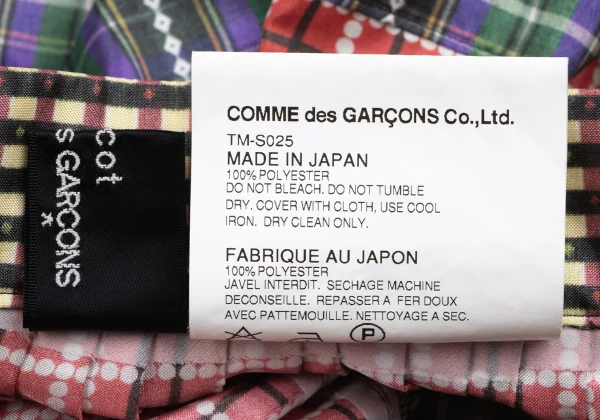 cot
s GARÇONS
COMME des GARÇONS Co.,Ltd.
TM-S025
MADE IN JAPAN
100% POLYESTER
DO NOT BLEACH. DO NOT TUMBLE
DRY. COVER WITH CLOTH, USE COOL
IRON. DRY CLEAN ONLY.
FABRIQUE AU JAPON
100% POLYESTER
JAVEL INTERDIT. SECHAGE MACHINE
DECONSEILLE. REPASSER A FER DOUX
AVEC PATTEMOUILLE. NETTOYAGE A SEC.
P